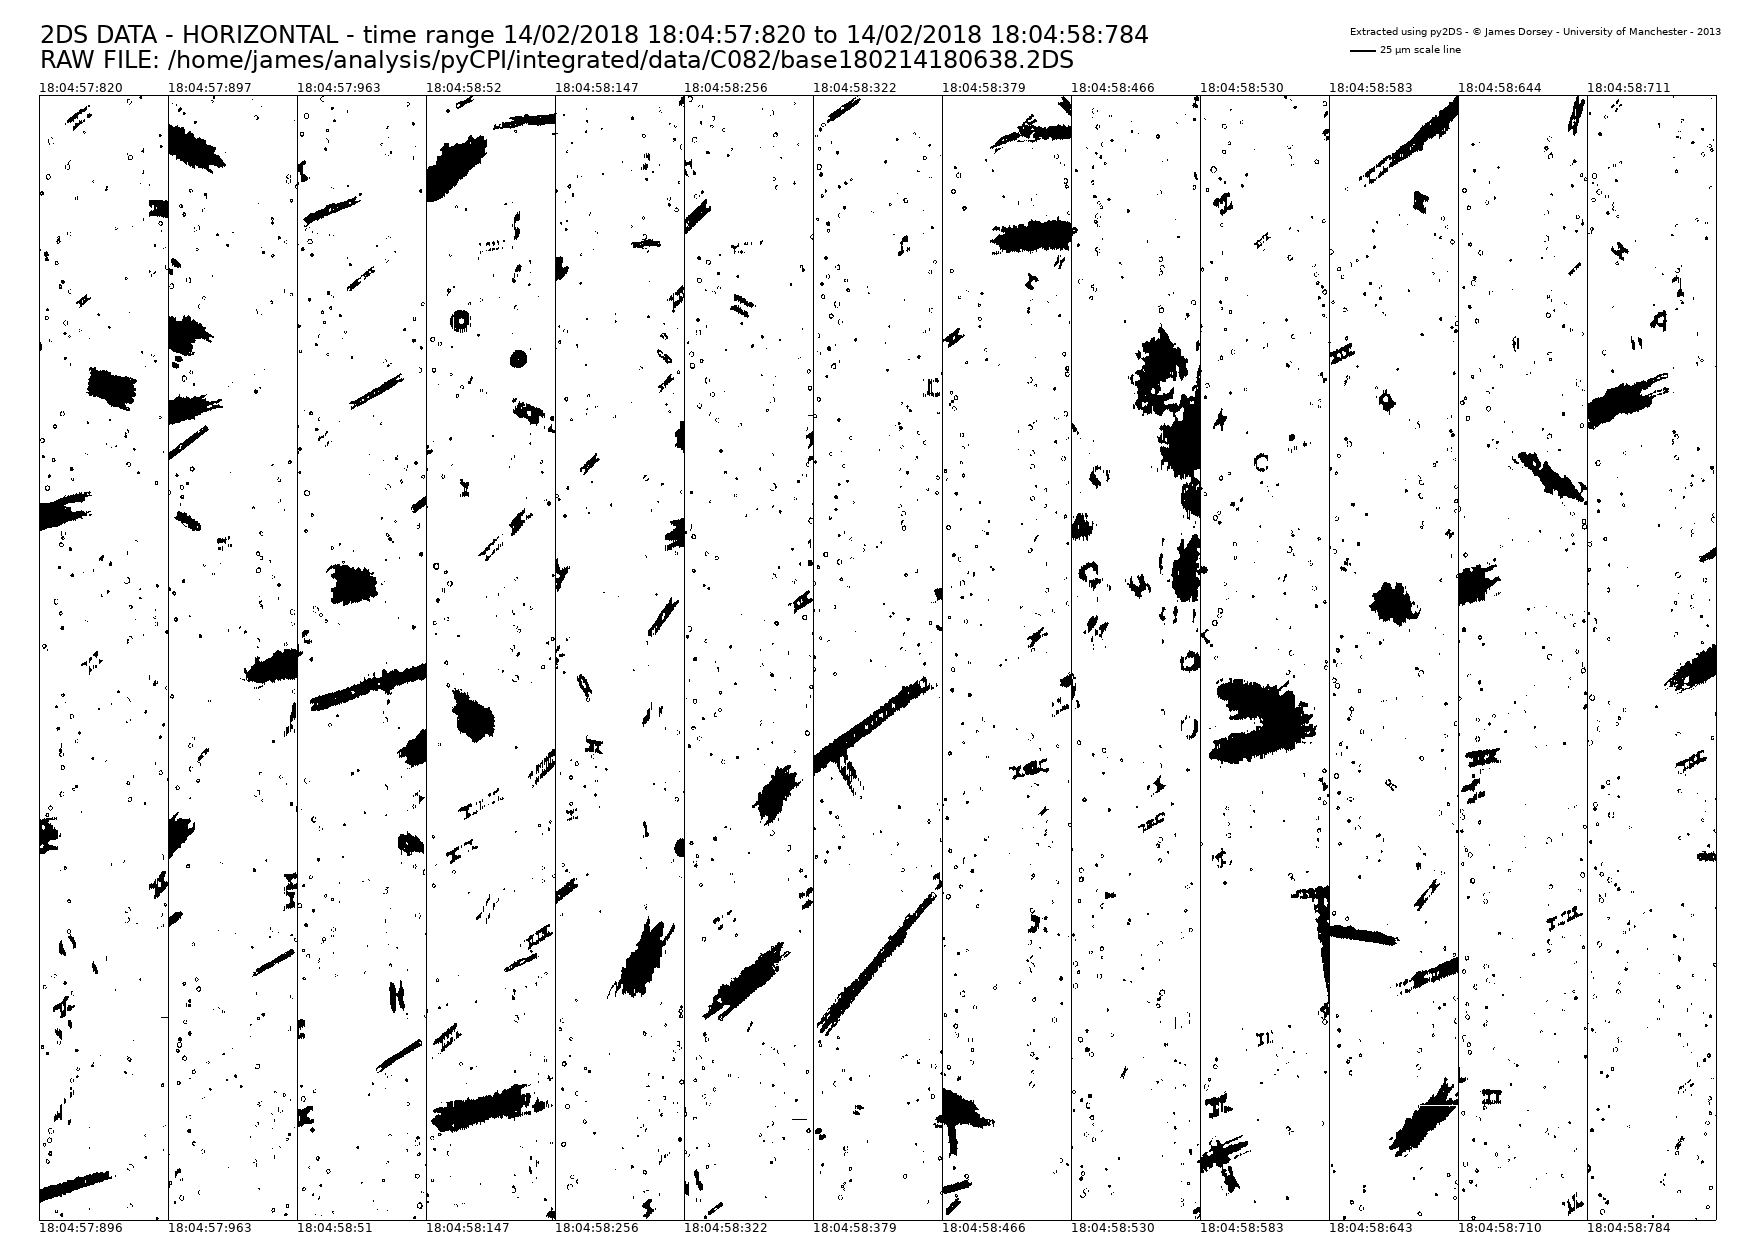 2DS DATA - HORIZONTAL - time range 14/02/2018 18:04:57:820 to 14/02/2018 18:04:58:784
RAW FILE: /home/james/analysis/pyCPI/integrated/data/C082/base180214180638.2DS
Extracted using py2DS - © James Dorsey - University of Manchester - 2013
25 µm scale line
18:04:57:820 18:04:57:897 18:04:57:963 18:04:58:52 18:04:58:147 18:04:58:256 18:04:58:322 18:04:58:379 18:04:58:466 18:04:58:530 18:04:58:583 18:04:58:644 18:04:58:711
18:04:57:896 18:04:57:963 18:04:58:51 18:04:58:147 18:04:58:256 18:04:58:322 18:04:58:379 18:04:58:466 18:04:58:530 18:04:58:583 18:04:58:643 18:04:58:710 18:04:58:784